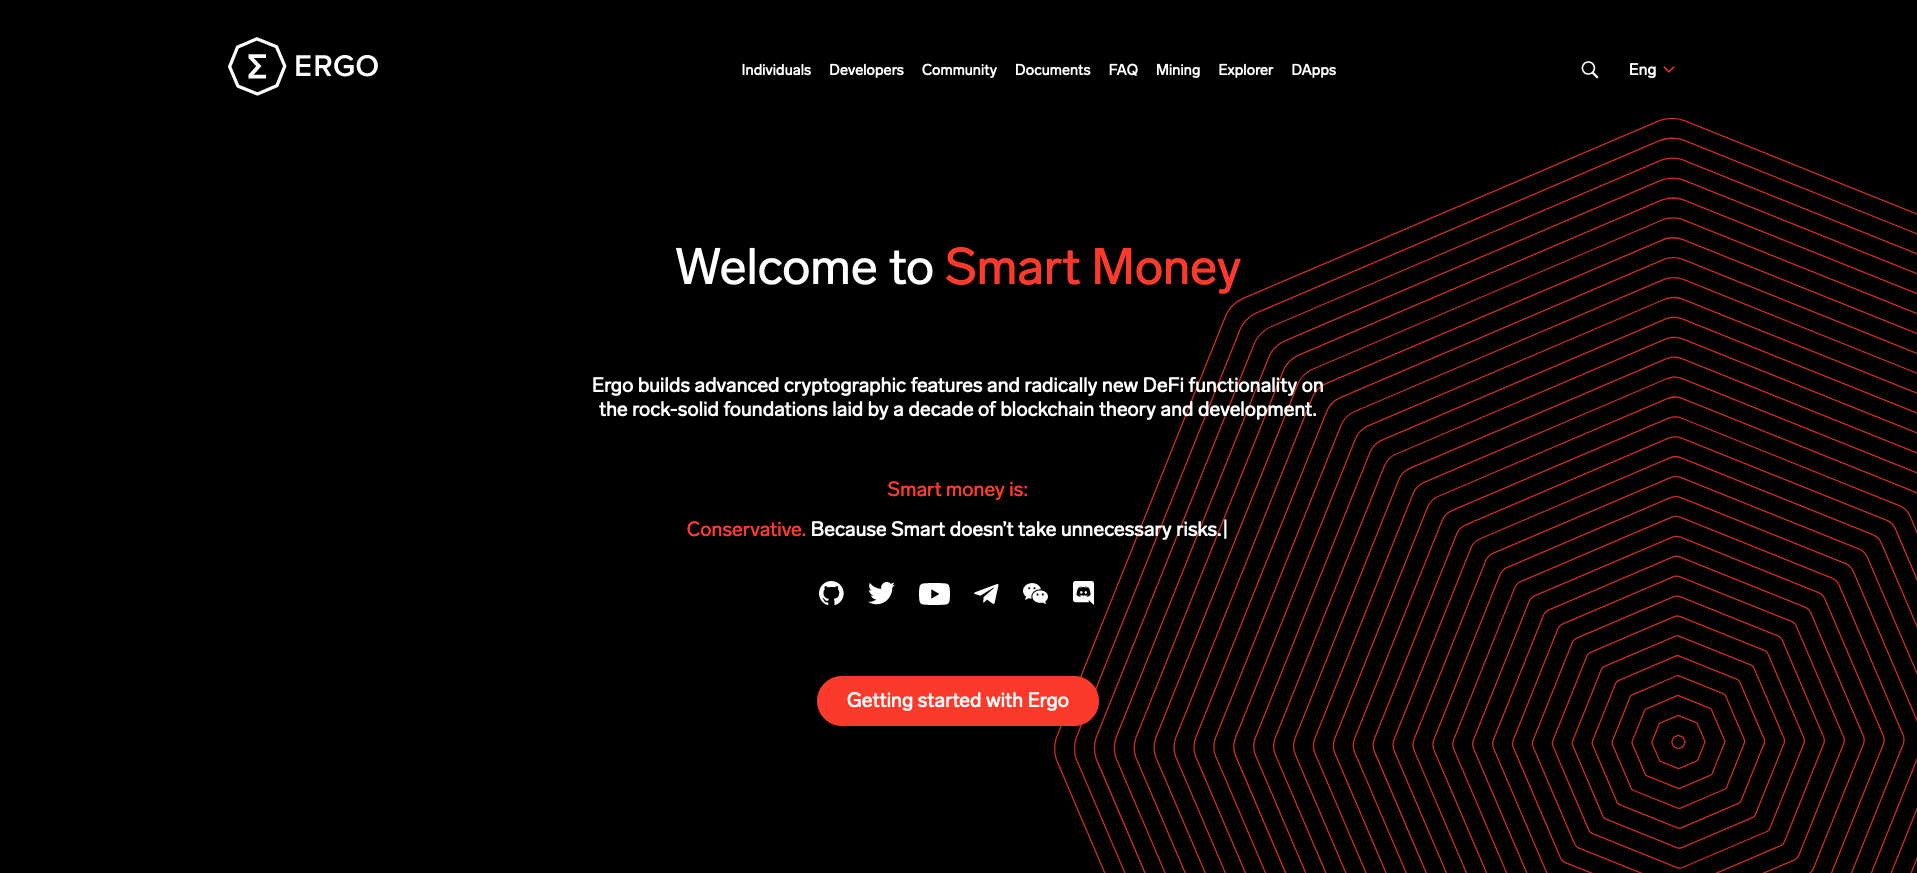 Σ ERGO
Individuals Developers Community Documents FAQ Mining Explorer DApps
Eng
Welcome to Smart Money
Ergo builds advanced cryptographic features and radically new DeFi functionality on
the rock-solid foundations laid by a decade of blockchain theory and development.
Smart money is:
Conservative. Because Smart doesn’t take unnecessary risks.|
Getting started with Ergo